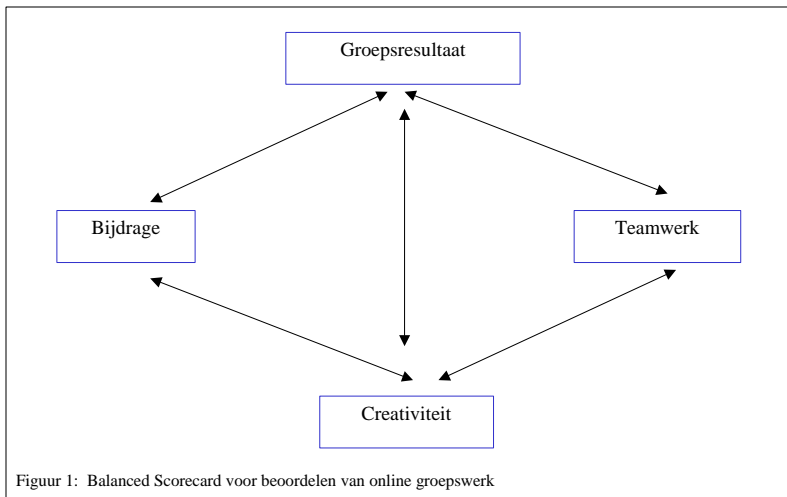 Groepsresultaat
Bijdrage
Teamwerk
Creativiteit
Figuur 1: Balanced Scorecard voor beoordelen van online groepswerk